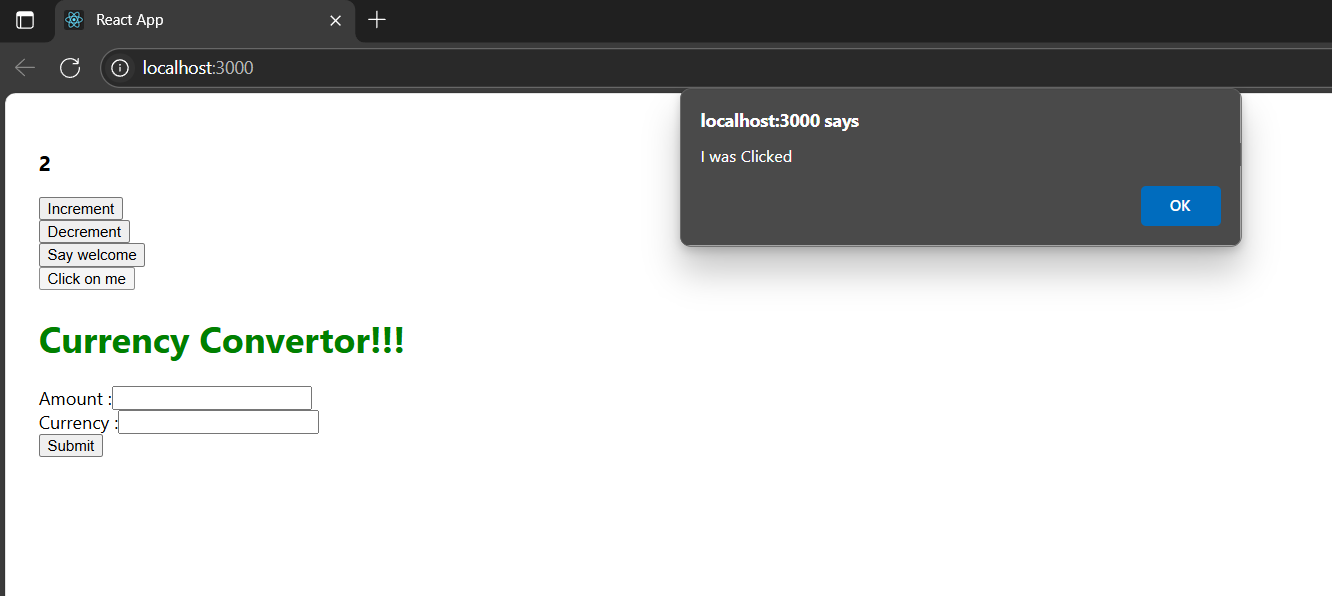 React App
localhost:3000
localhost:3000 says
I was Clicked
OK
2
Increment
Decrement
Say welcome
Click on me
Currency Convertor!!!
Amount :
Currency :
Submit